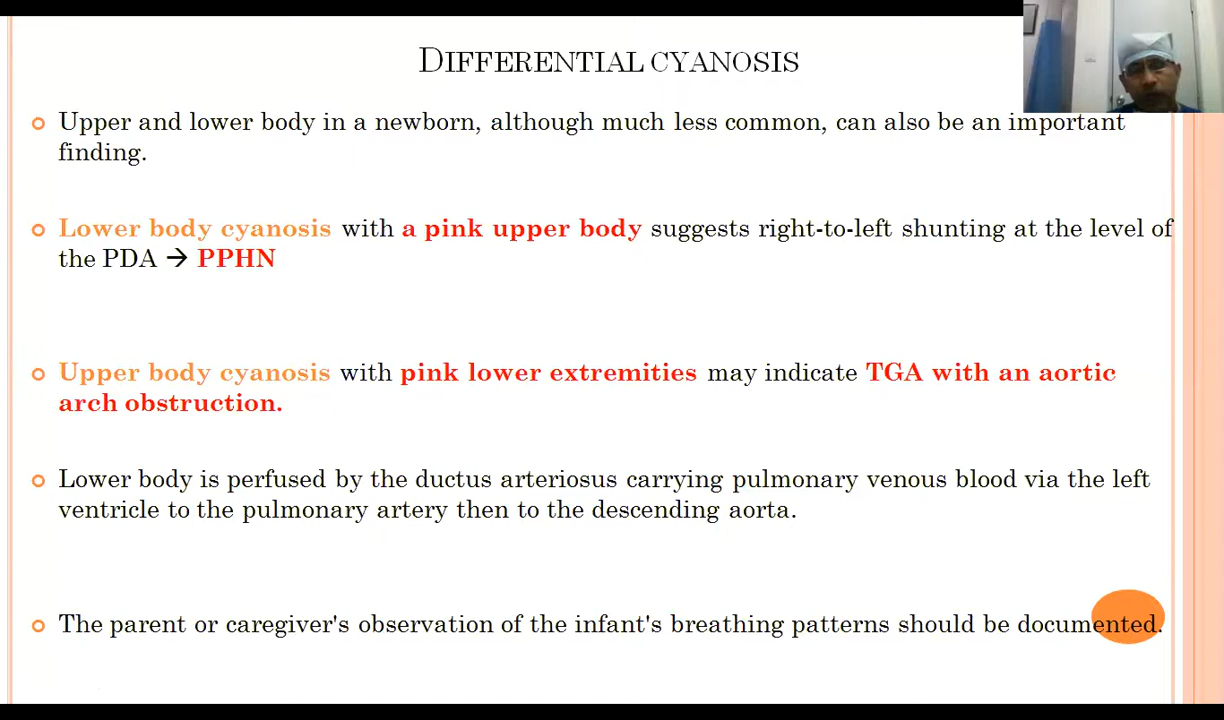 DIFFERENTIAL CYANOSIS
Upper and lower body in a newborn, although much less common, can also be an important
finding.
Lower body cyanosis with a pink upper body suggests right-to-left shunting at the level of
the PDA → PPHN
Upper body cyanosis with pink lower extremities may indicate TGA with an aortic
arch obstruction.
Lower body is perfused by the ductus arteriosus carrying pulmonary venous blood via the left
ventricle to the pulmonary artery then to the descending aorta.
The parent or caregiver's observation of the infant's breathing patterns should be documented.